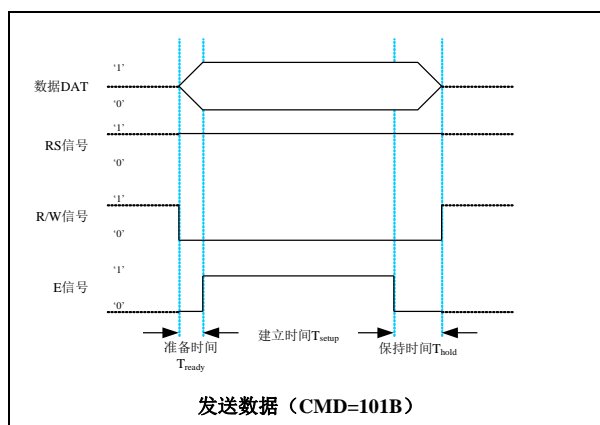 ‘1’
数据DAT
‘0’
‘1’
RS信号
‘0’
‘1’
R/W信号
‘0’
‘1’
E信号
‘0’
准备时间
Tready
建立时间Tsetup
保持时间Thold
发送数据（CMD=101B）